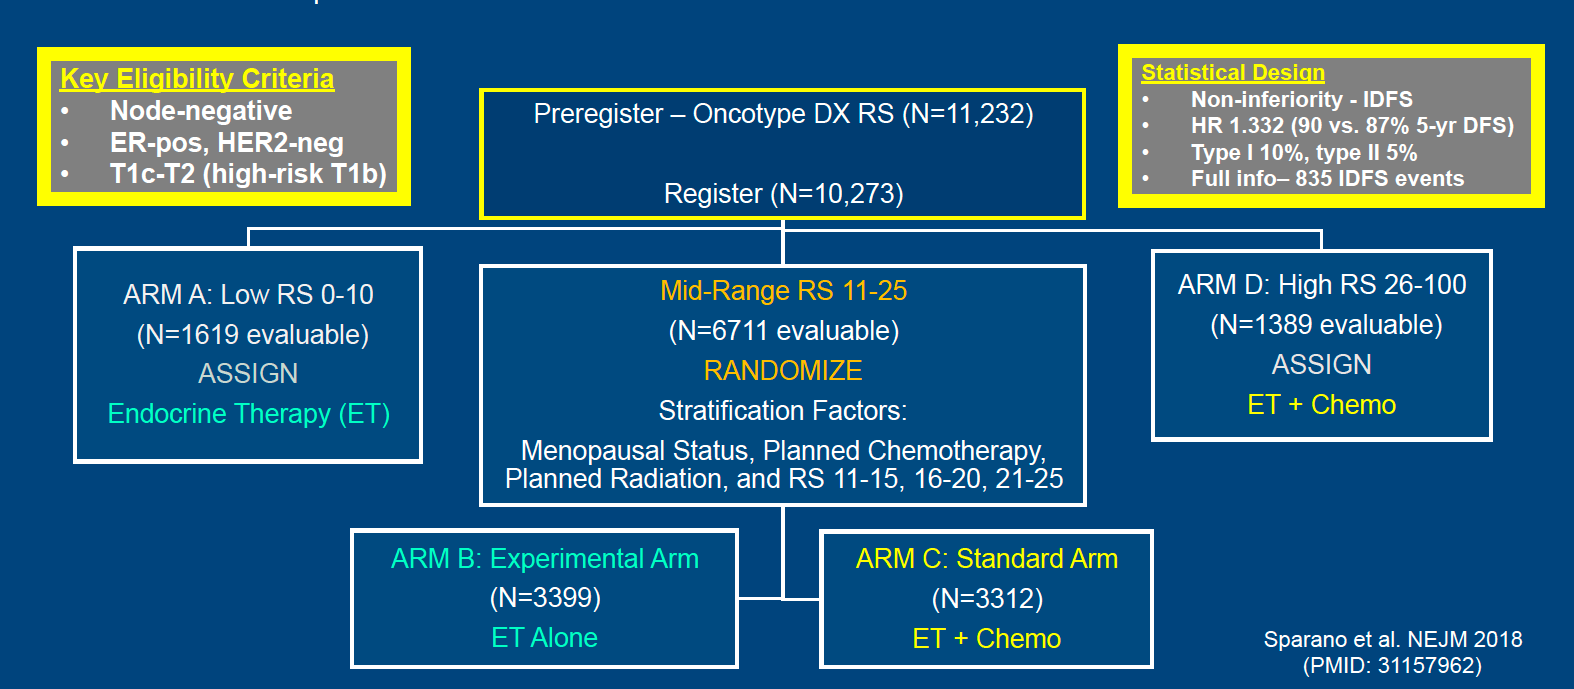 Key Eligibility Criteria
• Node-negative
• ER-pos, HER2-neg
• T1c-T2 (high-risk T1b)
Preregister – Oncotype DX RS (N=11,232)
Register (N=10,273)
Statistical Design
• Non-inferiority - IDFS
• HR 1.332 (90 vs. 87% 5-yr DFS)
• Type I 10%, type II 5%
• Full info– 835 IDFS events
ARM A: Low RS 0-10
(N=1619 evaluable)
ASSIGN
Endocrine Therapy (ET)
Mid-Range RS 11-25
(N=6711 evaluable)
RANDOMIZE
Stratification Factors:
Menopausal Status, Planned Chemotherapy,
Planned Radiation, and RS 11-15, 16-20, 21-25
ARM D: High RS 26-100
(N=1389 evaluable)
ASSIGN
ET + Chemo
ARM B: Experimental Arm
(N=3399)
ET Alone
ARM C: Standard Arm
(N=3312)
ET + Chemo
Sparano et al. NEJM 2018
(PMID: 31157962)